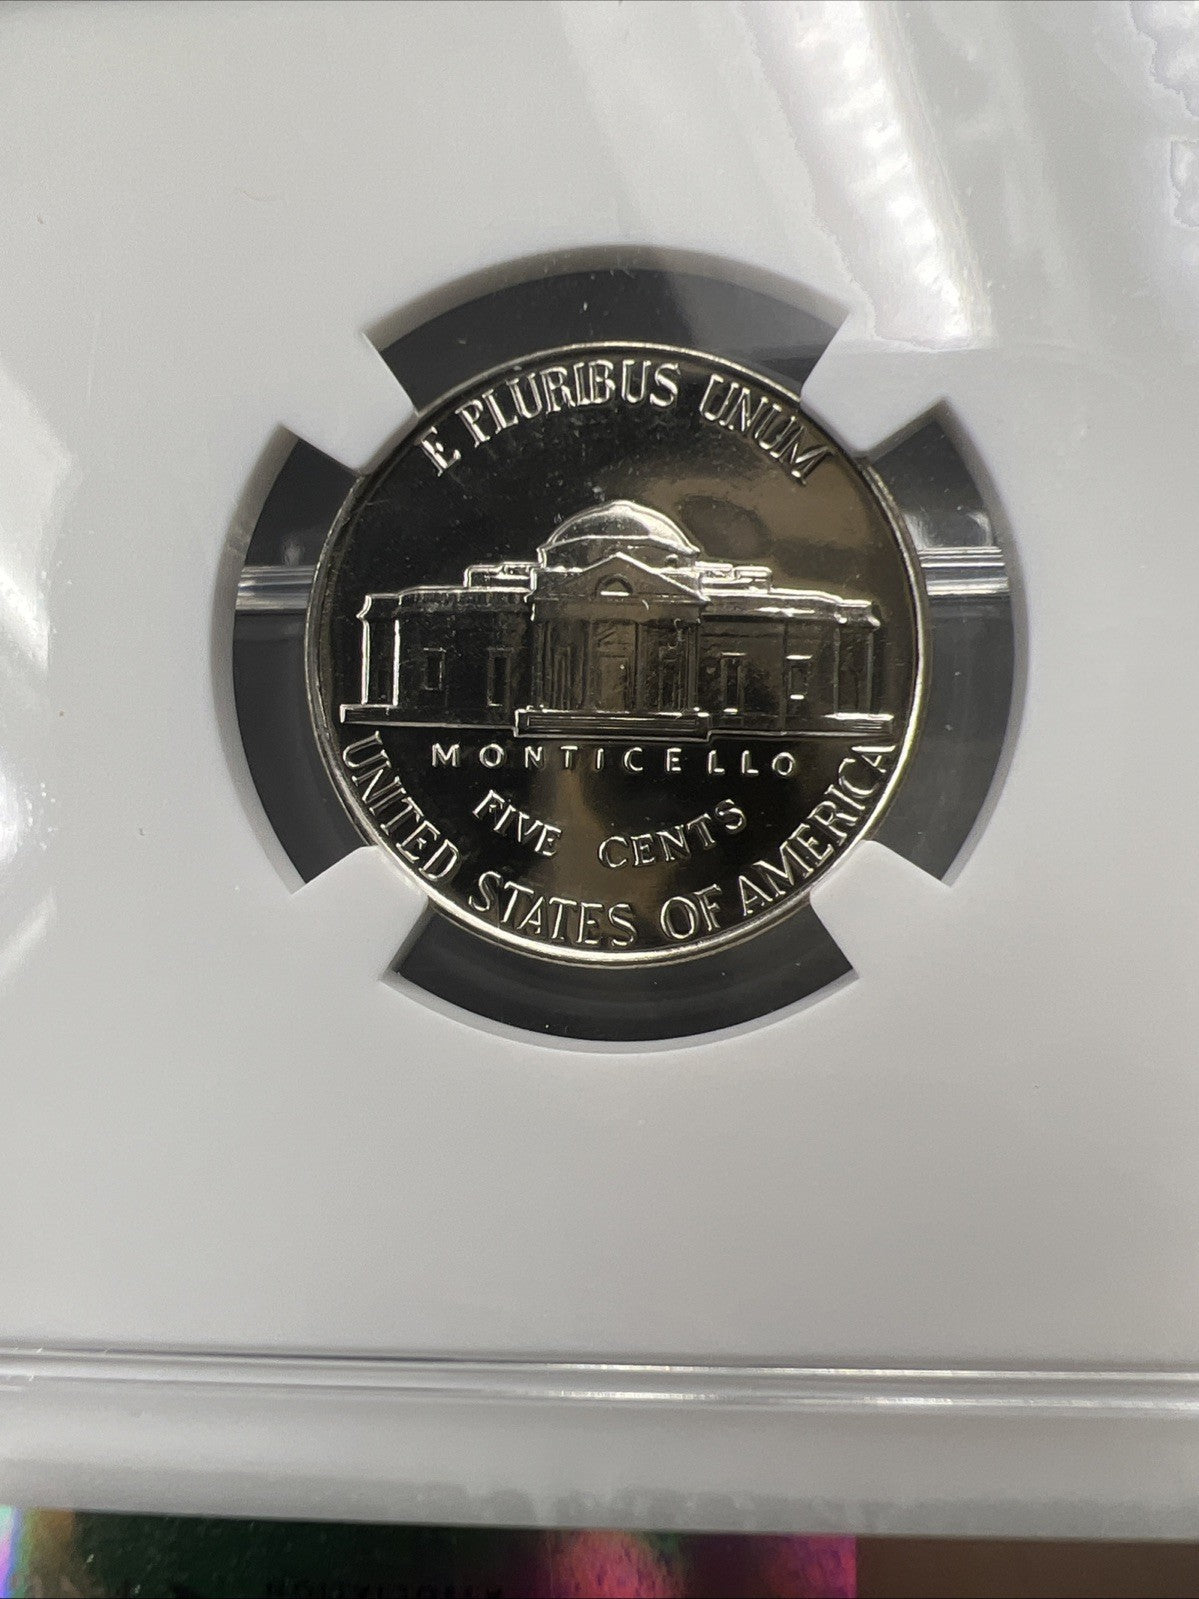 E PLURIBUS UNUM
MONTICELLO
FIVE CENTS
UNITED STATES OF AMERICA